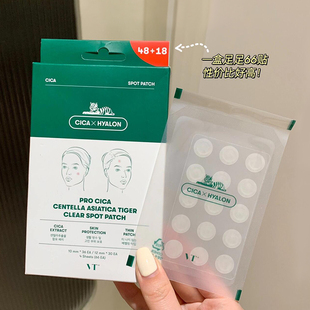 48+18
CICA
SPOT PATCH
一盒足足66贴
性价比好高!
CICA × HYALON
PRO CICA
CENTELLA ASIATICA TIGER
CLEAR SPOT PATCH
CICA
EXTRACT
SKIN
PROTECTION
THIN
PATCH
VT
CICA × HYALON
VT